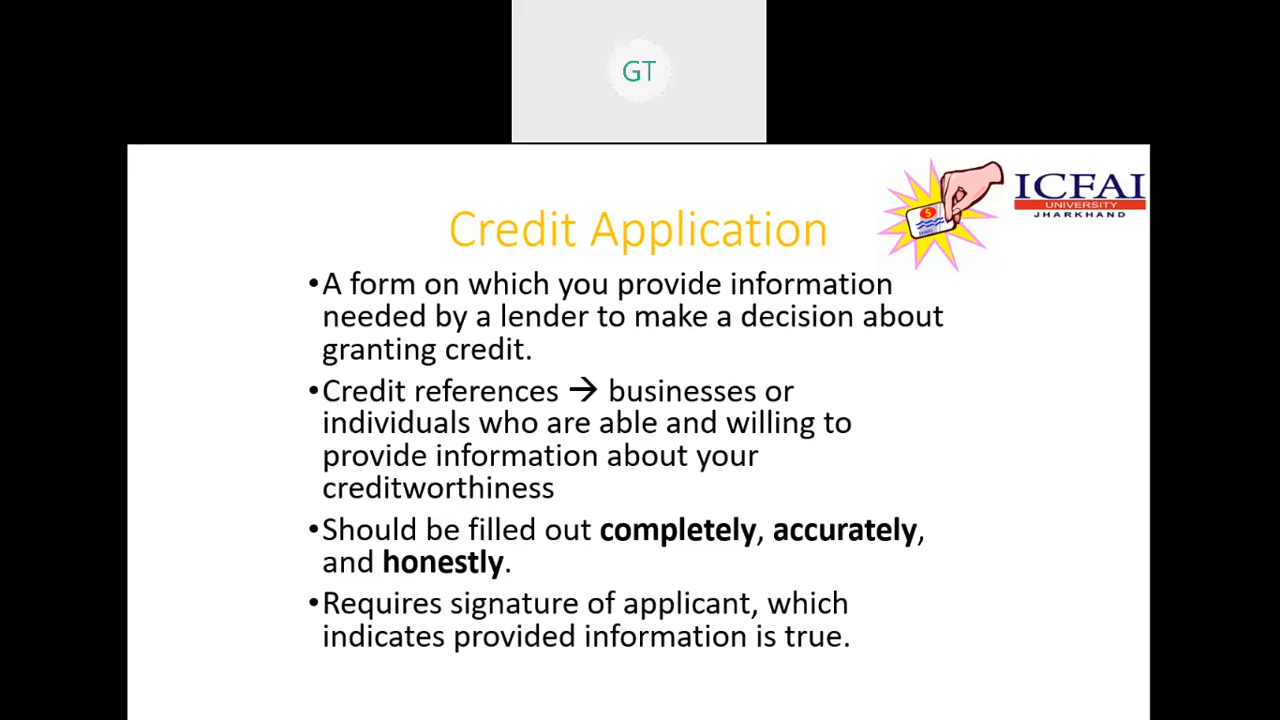 GT
ICFAI
UNIVERSITY
JHARKHAND
Credit Application
•A form on which you provide information
needed by a lender to make a decision about
granting credit.
•Credit references → businesses or
individuals who are able and willing to
provide information about your
creditworthiness
•Should be filled out completely, accurately,
and honestly.
•Requires signature of applicant, which
indicates provided information is true.